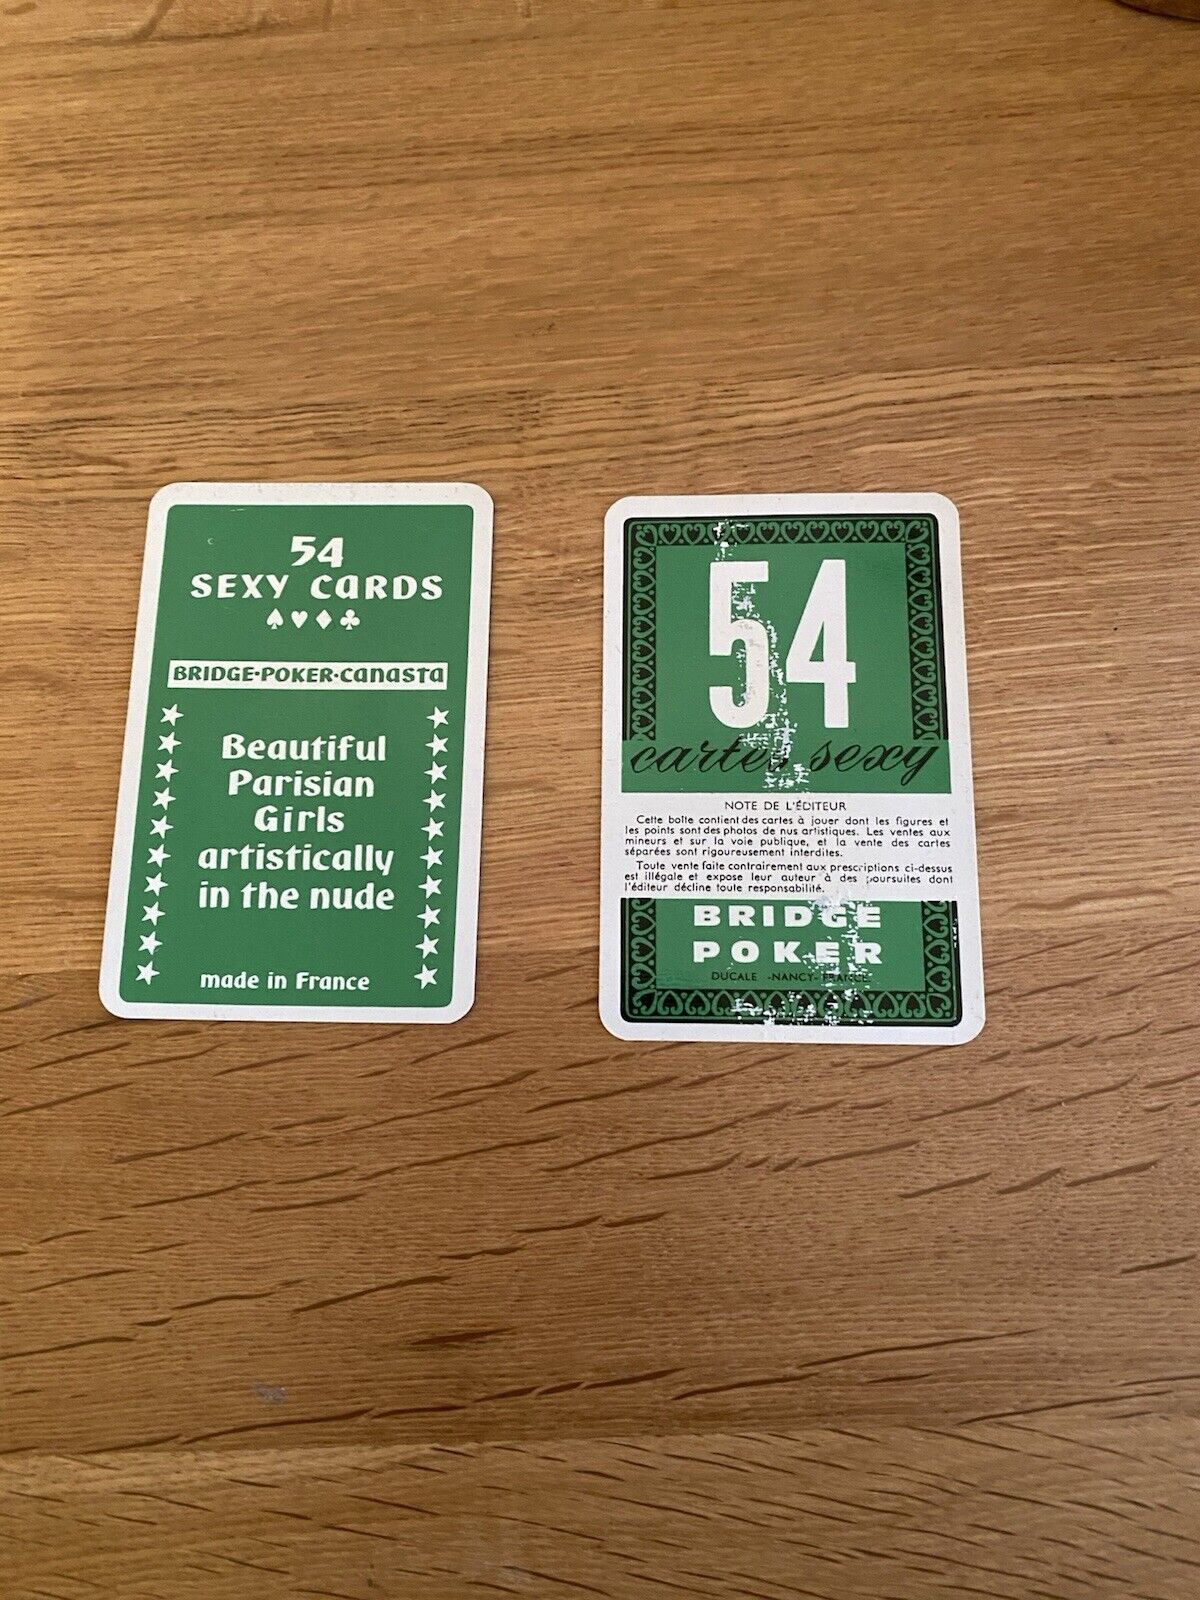 54
SEXY CARDS
♠♥♦♣
BRIDGE·POKER·CANASTA
Beautiful
Parisian
Girls
artistically
in the nude
made in France
54
cartes sexy
NOTE DE L'ÉDITEUR
Cette boîte contient des cartes à jouer dont les figures et
les points sont des photos de nus artistiques. Les ventes aux
mineurs et sur la voie publique, et la vente des cartes
séparées sont rigoureusement interdites.
Toute vente faite contrairement aux prescriptions ci-dessus
est illégale et expose leur auteur à des poursuites dont
l'éditeur décline toute responsabilité.
BRIDGE
POKER
DUCALE - NANCY - FRANCE